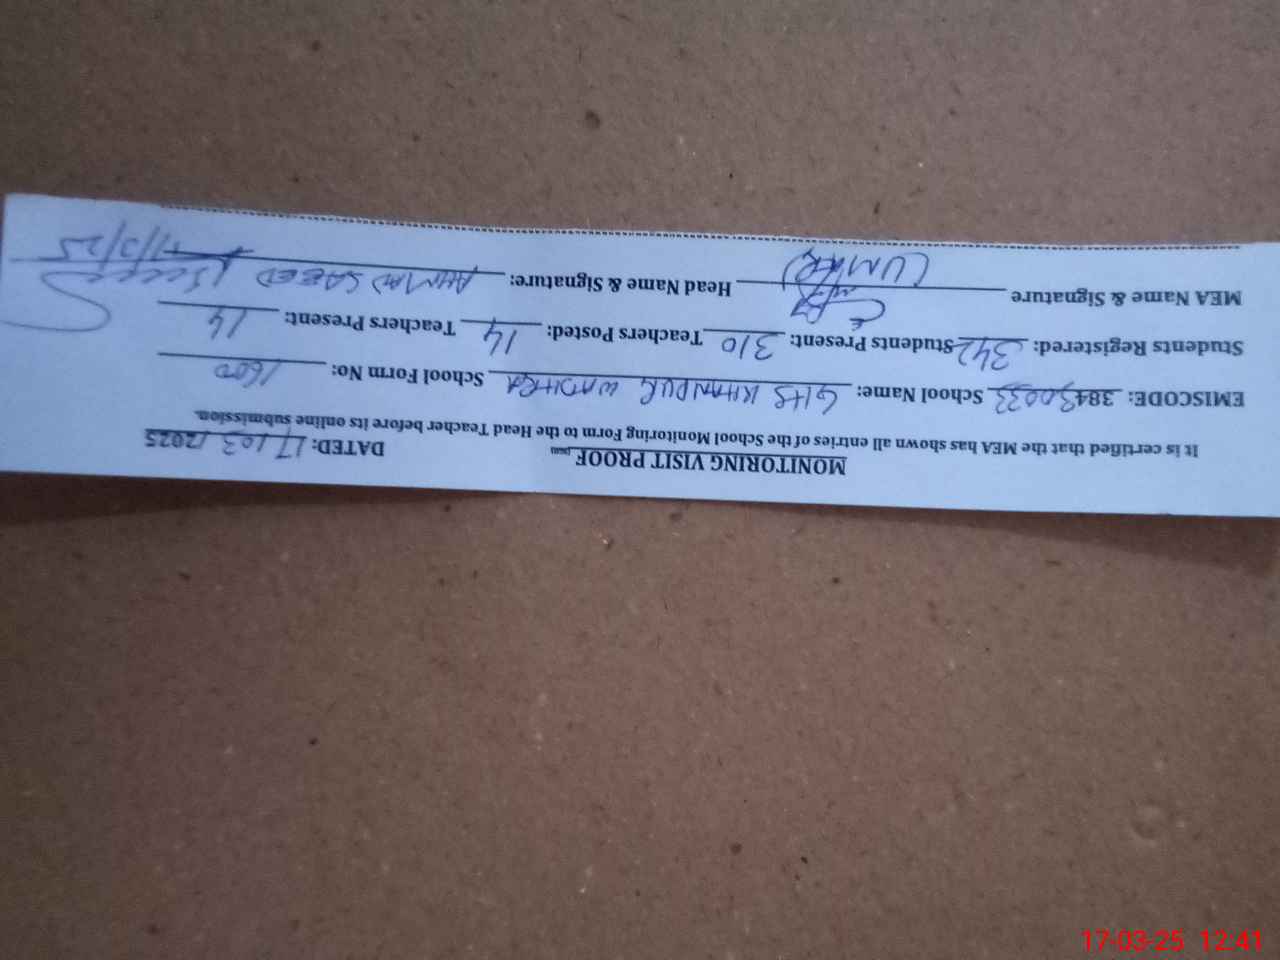 MONITORING VISIT PROOF DATED: 17/03/2025
It is certified that the MEA has shown all entries of the School Monitoring Form to the Head Teacher before its online submission.
EMISCODE: 38430033 School Name: GHS KHANPUR WADHRA School Form No: 1600
Students Registered: 342 Students Present: 310 Teachers Posted: 14 Teachers Present: 14
MEA Name & Signature (UMAR) Head Name & Signature: AHMAD SAEED 17/3/25
17-03-25 12:41